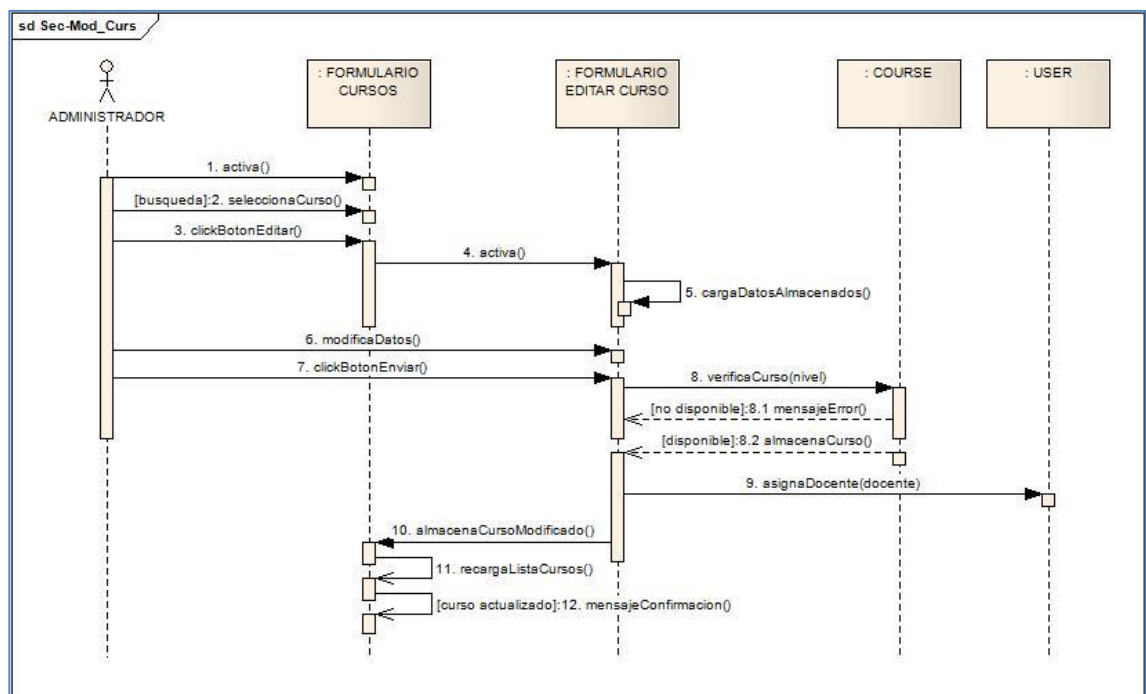 sd Sec-Mod_Curs
ADMINISTRADOR
: FORMULARIO
CURSOS
: FORMULARIO
EDITAR CURSO
: COURSE
: USER
1. activa()
[busqueda]:2. seleccionaCurso()
3. clickBotonEditar()
4. activa()
5. cargaDatosAlmacenados()
6. modificaDatos()
7. clickBotonEnviar()
8. verificaCurso(nivel)
[no disponible]:8.1 mensajeError()
[disponible]:8.2 almacenaCurso()
9. asignaDocente(docente)
10. almacenaCursoModificado()
11. recargaListaCursos()
[curso actualizado]:12. mensajeConfirmacion()